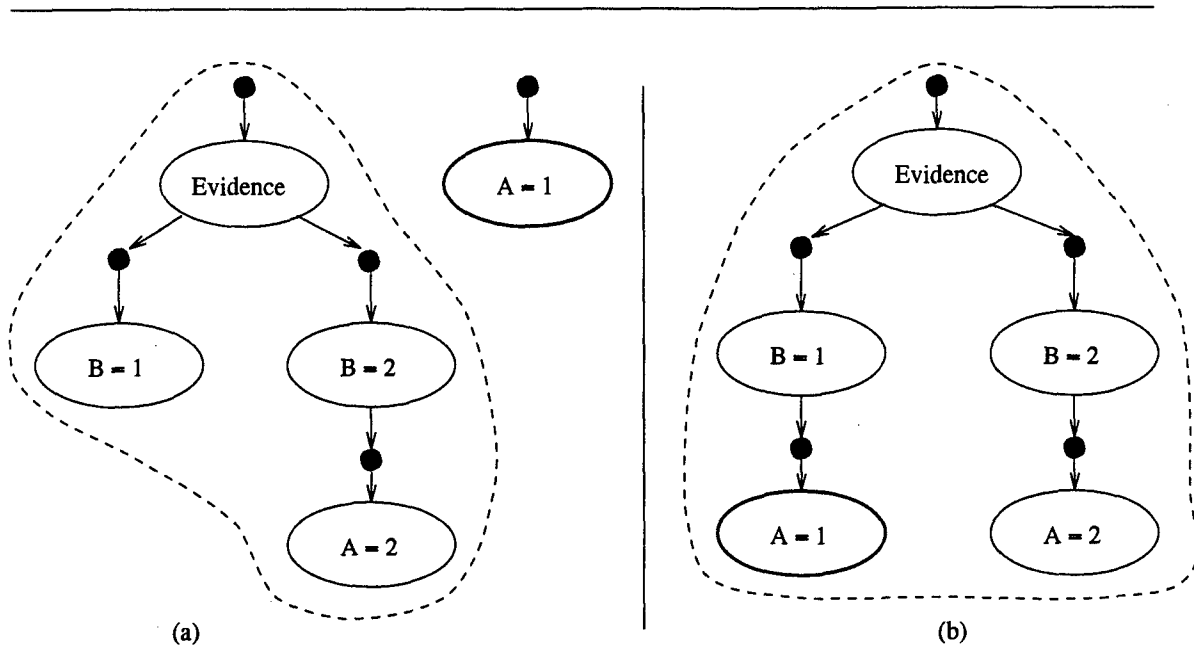 Evidence
A = 1
B = 1
B = 2
A = 2
(a)
Evidence
B = 1
B = 2
A = 1
A = 2
(b)